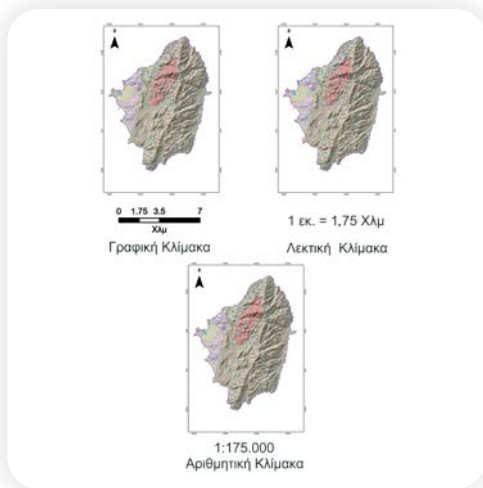 0 1.75 3.5 7
Χλμ
Γραφική Κλίμακα
1 εκ. = 1.75 Χλμ
Λεκτική Κλίμακα
1:175.000
Αριθμητική Κλίμακα